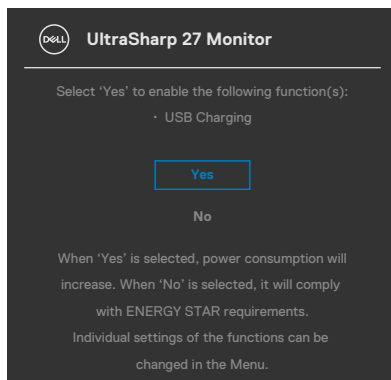 DELL UltraSharp 27 Monitor
Select ‘Yes’ to enable the following function(s):
· USB Charging
Yes
No
When ‘Yes’ is selected, power consumption will
increase. When ‘No’ is selected, it will comply
with ENERGY STAR requirements.
Individual settings of the functions can be
changed in the Menu.